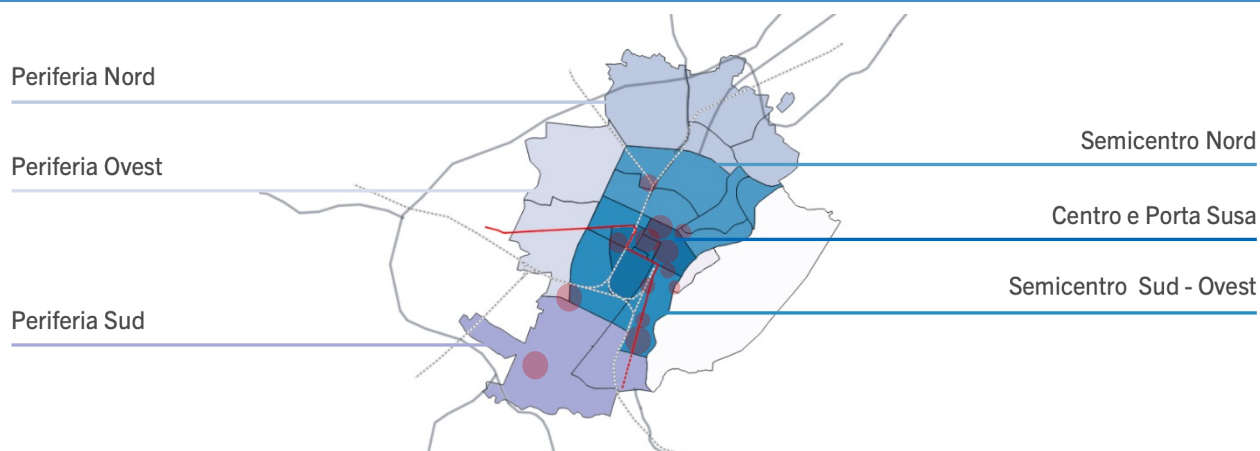 Periferia Nord
Periferia Ovest
Periferia Sud
Semicentro Nord
Centro e Porta Susa
Semicentro Sud - Ovest